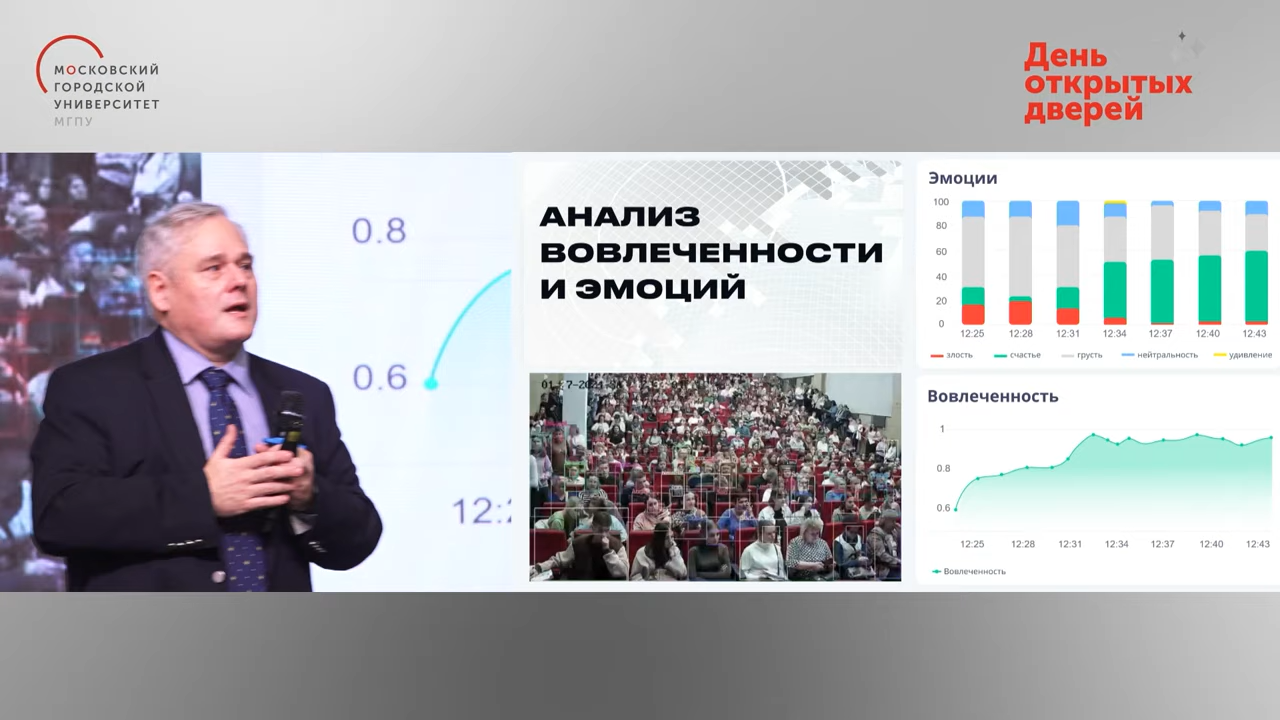 МОСКОВСКИЙ
ГОРОДСКОЙ
УНИВЕРСИТЕТ
МГПУ
День
открытых
дверей
0.8
0.6
АНАЛИЗ
ВОВЛЕЧЕННОСТИ
И ЭМОЦИЙ
Эмоции
100
80
60
40
20
0
12:25 12:28 12:31 12:34 12:37 12:40 12:43
злость счастье грусть нейтральность удивление
Вовлеченность
1
0.8
0.6
12:25 12:28 12:31 12:34 12:37 12:40 12:43
Вовлеченность